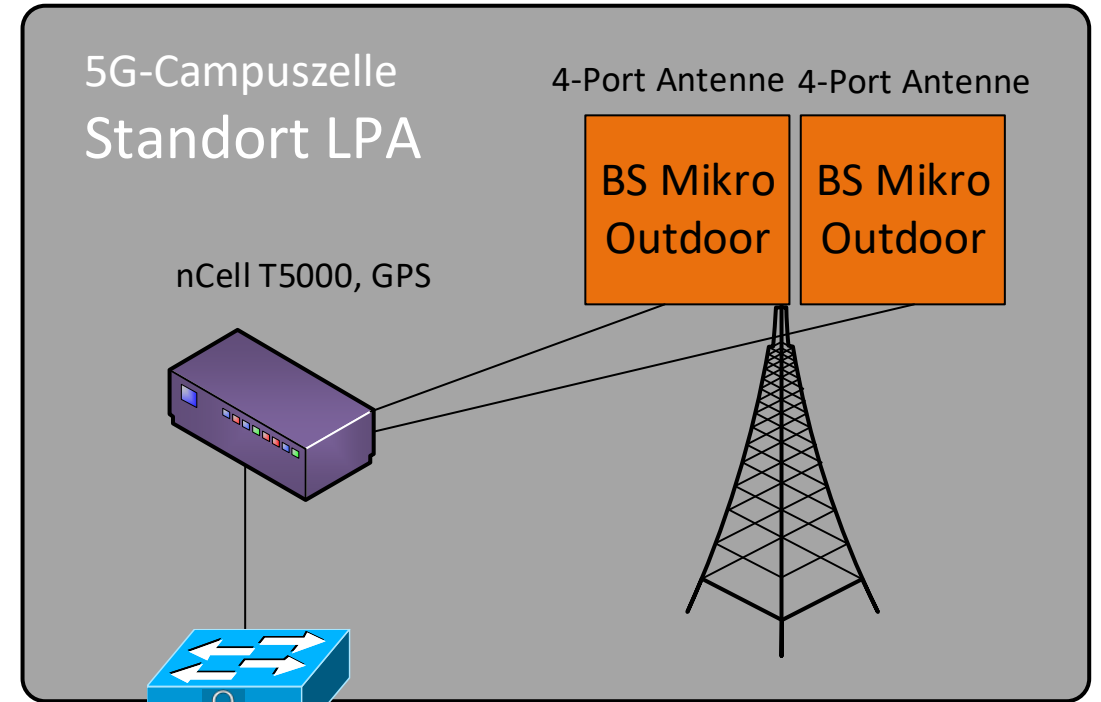 5G-Campuszelle
Standort LPA
4-Port Antenne 4-Port Antenne
BS Mikro
Outdoor
BS Mikro
Outdoor
nCell T5000, GPS